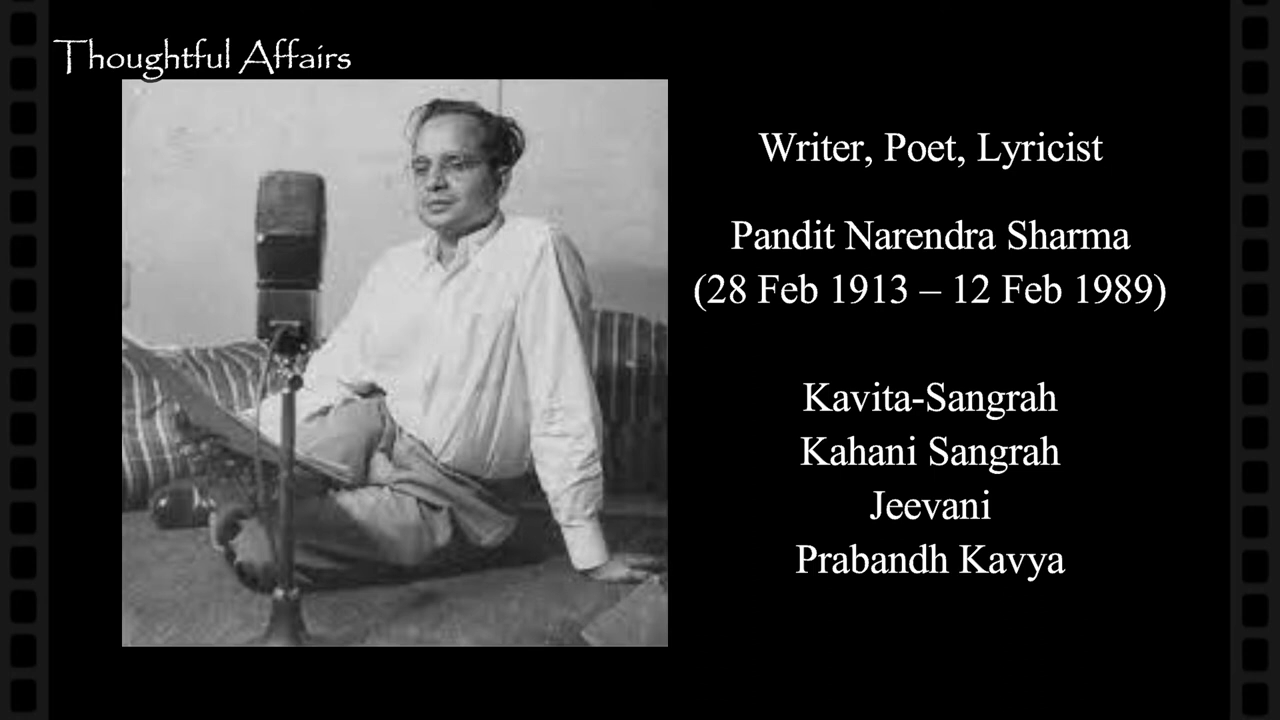 Thoughtful Affairs
Writer, Poet, Lyricist
Pandit Narendra Sharma
(28 Feb 1913 – 12 Feb 1989)
Kavita-Sangrah
Kahani Sangrah
Jeevani
Prabandh Kavya